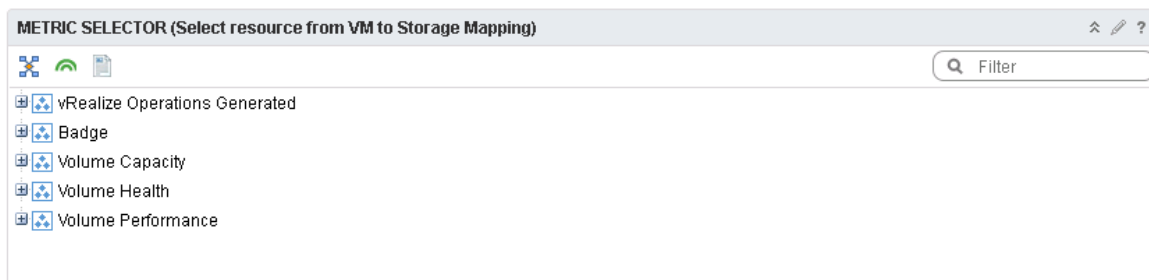 METRIC SELECTOR (Select resource from VM to Storage Mapping) ?
Filter
vRealize Operations Generated
Badge
Volume Capacity
Volume Health
Volume Performance